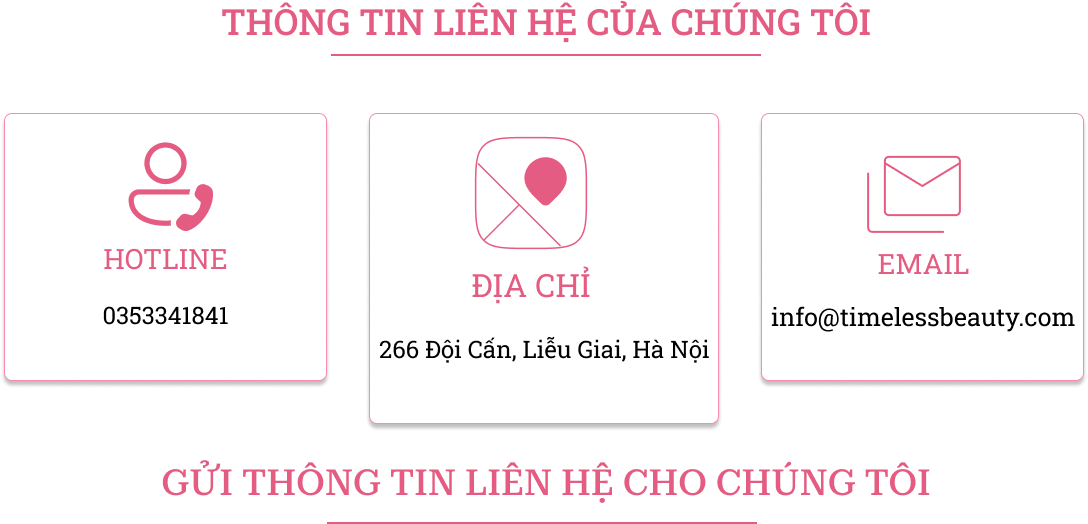 THÔNG TIN LIÊN HỆ CỦA CHÚNG TÔI
HOTLINE
0353341841
ĐỊA CHỈ
266 Đội Cấn, Liễu Giai, Hà Nội
EMAIL
info@timelessbeauty.com
GỬI THÔNG TIN LIÊN HỆ CHO CHÚNG TÔI